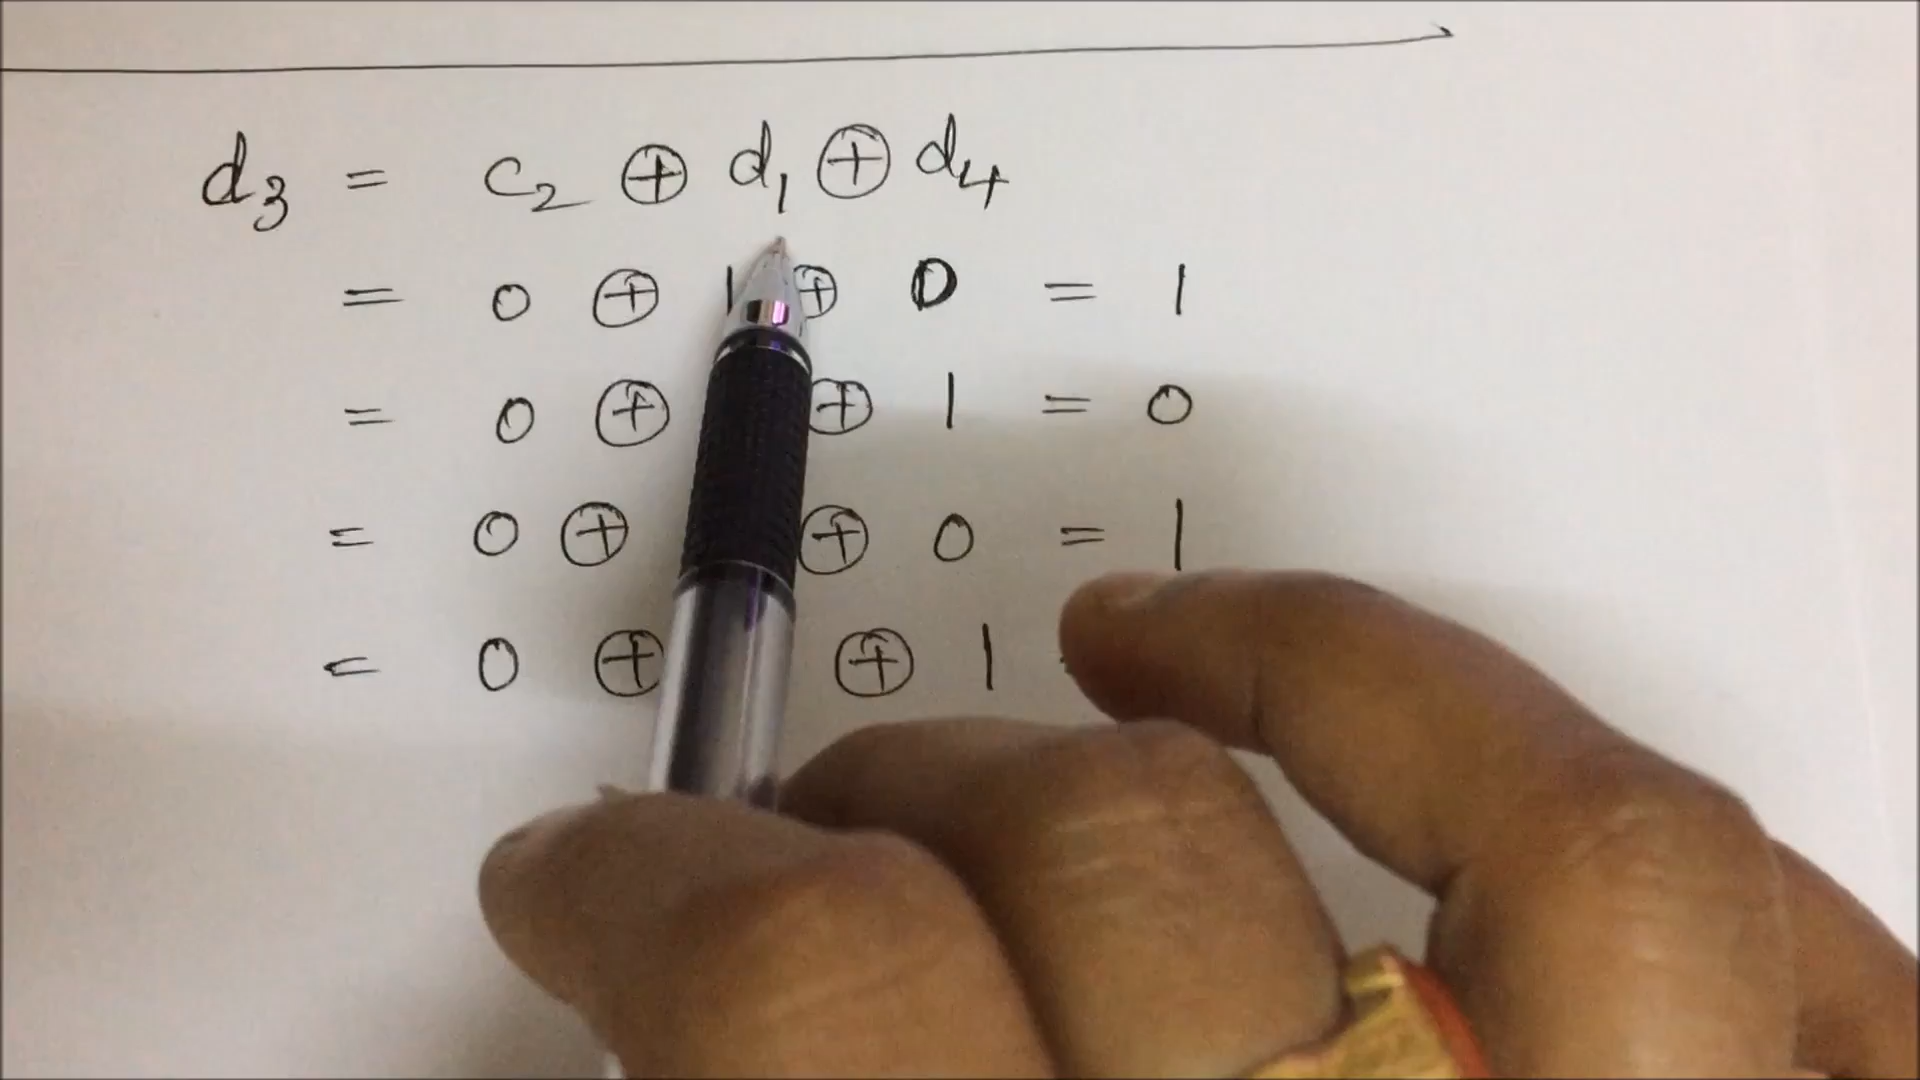 d₃ = c₂ ⊕ d₁ ⊕ d₄
= 0 ⊕ 1 ⊕ 0 = 1
= 0 ⊕ ⊕ 1 = 0
= 0 ⊕ ⊕ 0 = 1
= 0 ⊕ ⊕ 1